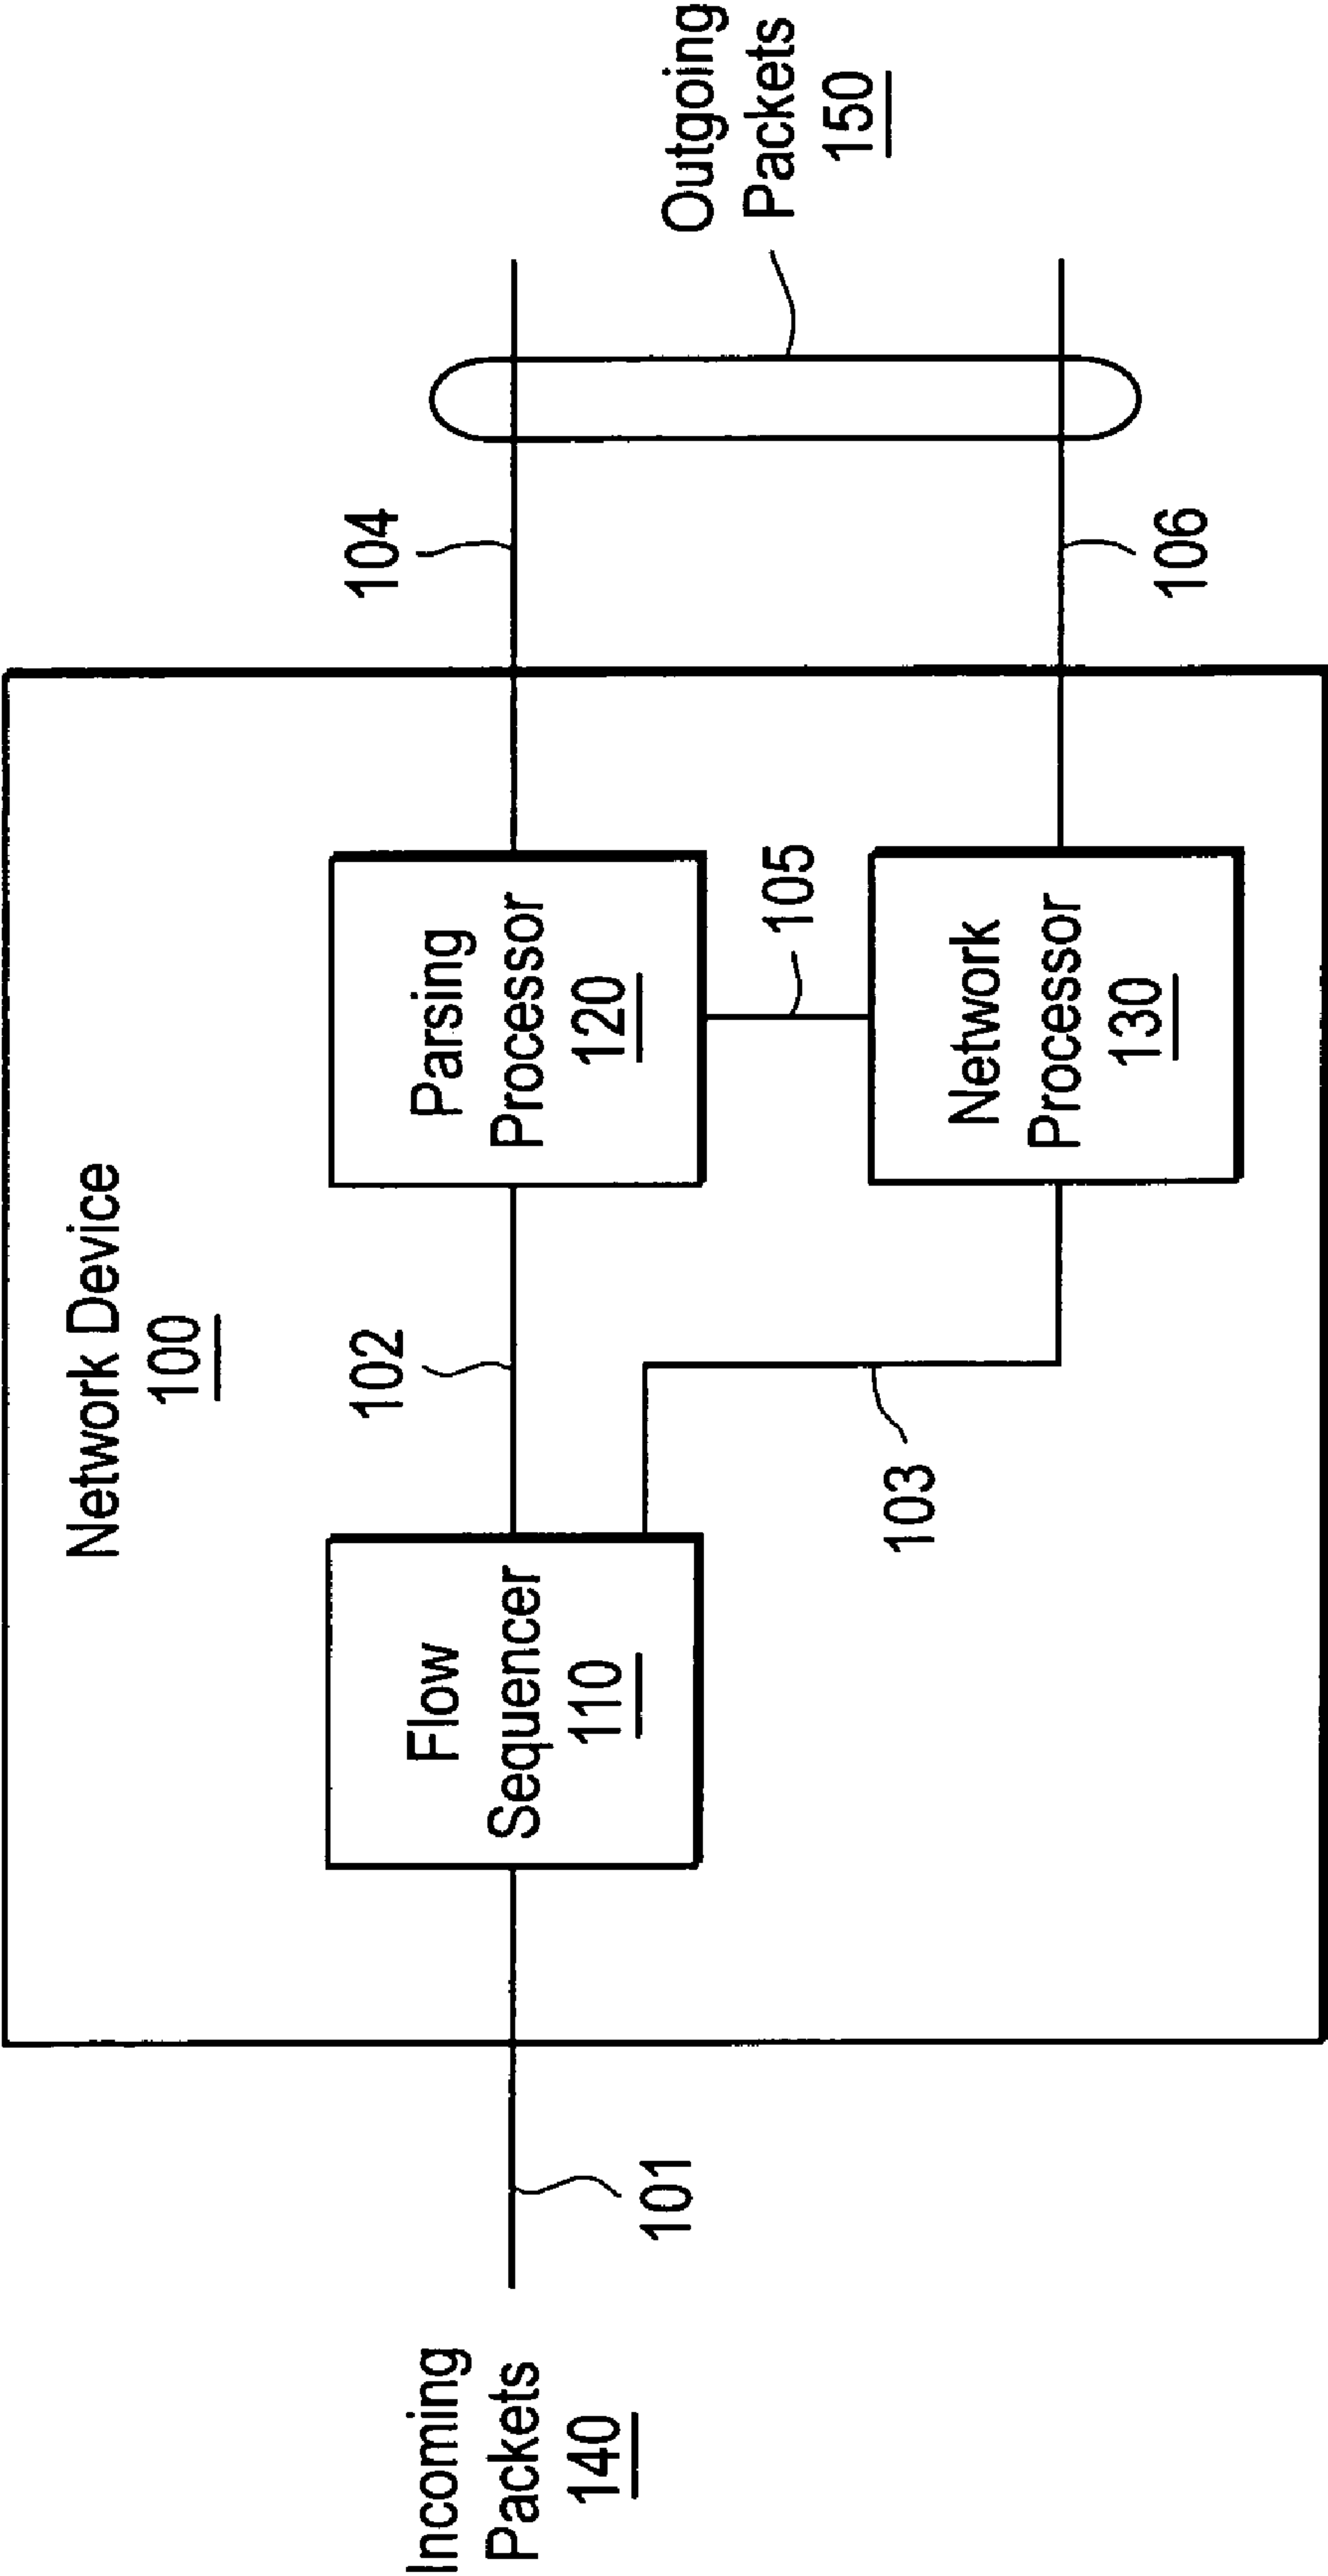 Network Device
100
Incoming
Packets
140
101
Flow
Sequencer
110
102
103
Parsing
Processor
120
105
Network
Processor
130
104
106
Outgoing
Packets
150